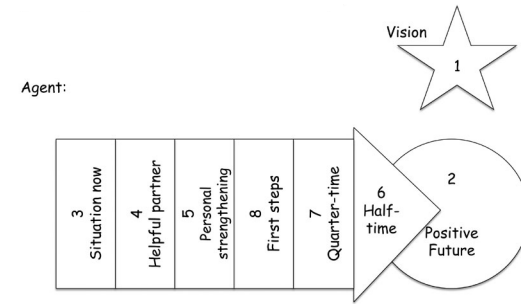 Vision
1
Agent:
3
Situation now
4
Helpful partner
5
Personal
strengthening
8
First steps
7
Quarter-time
6
Half-
time
2
Positive
Future